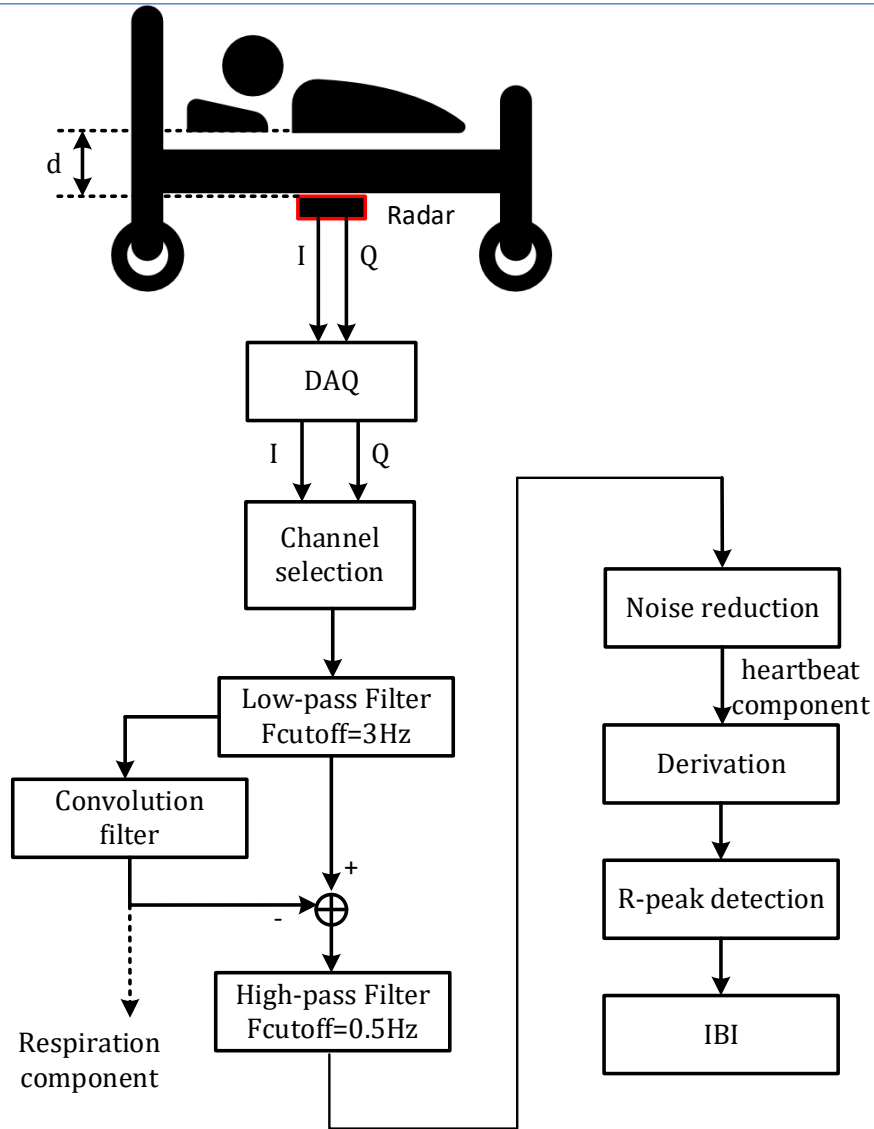 d
Radar
I
Q
DAQ
I
Q
Channel
selection
Low-pass Filter
Fcutoff=3Hz
Convolution
filter
+
-
High-pass Filter
Fcutoff=0.5Hz
Respiration
component
Noise reduction
heartbeat
component
Derivation
R-peak detection
IBI